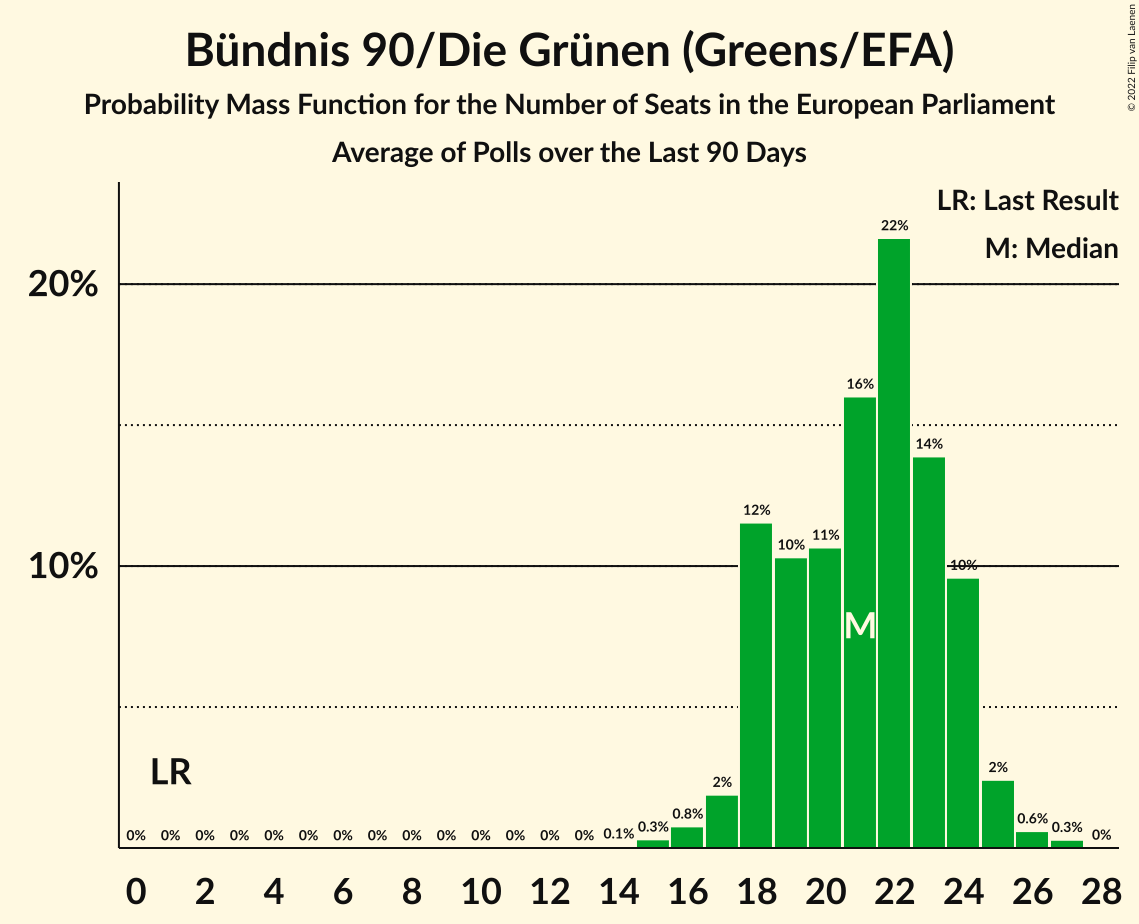 Bündnis 90/Die Grünen (Greens/EFA)
Probability Mass Function for the Number of Seats in the European Parliament
Average of Polls over the Last 90 Days
© 2022 Filip van Laenen
LR: Last Result
M: Median
20%
10%
22%
16%
14%
12%
10%
11%
10%
M
LR
0% 0% 0% 0% 0% 0% 0% 0% 0% 0% 0% 0% 0% 0% 0.1% 0.3% 0.8% 2% 2% 0.6% 0.3% 0%
0 2 4 6 8 10 12 14 16 18 20 22 24 26 28